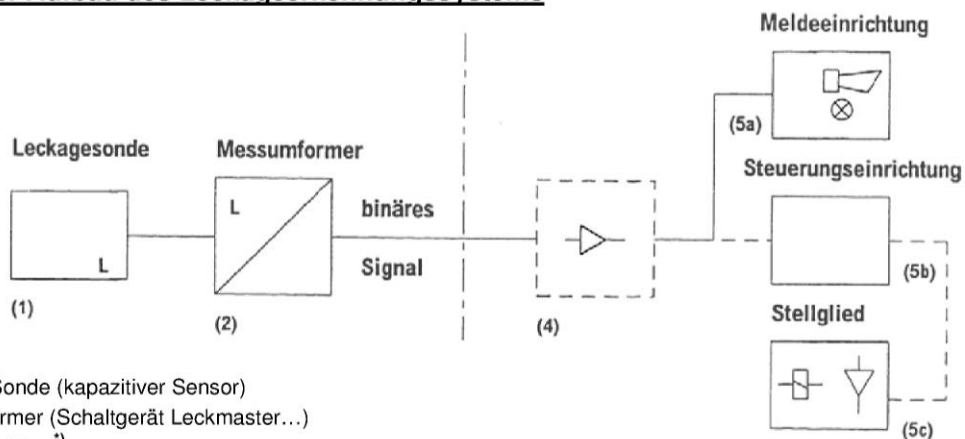 Meldeeinrichtung
(5a)
Leckagesonde
Messumformer
Steuerungseinrichtung
L
binäres
L
Signal
(5b)
(1)
(2)
(4)
Stellglied
Sonde (kapazitiver Sensor)
rmer (Schaltgerät Leckmaster...)
*)
(5c)